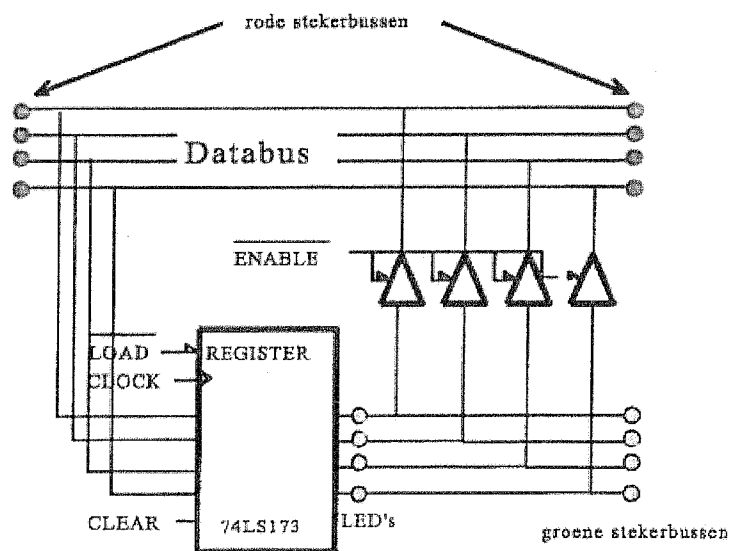 rode stekerbussen
Databus
ENABLE
LOAD
REGISTER
CLOCK
CLEAR
74LS173
LED's
groene stekerbussen